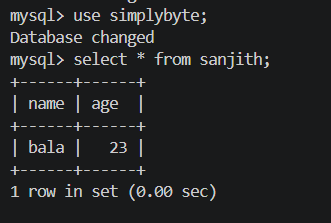 mysql> use simplybyte;
Database changed
mysql> select * from sanjith;
+------+------+
| name | age  |
+------+------+
| bala |   23 |
+------+------+
1 row in set (0.00 sec)